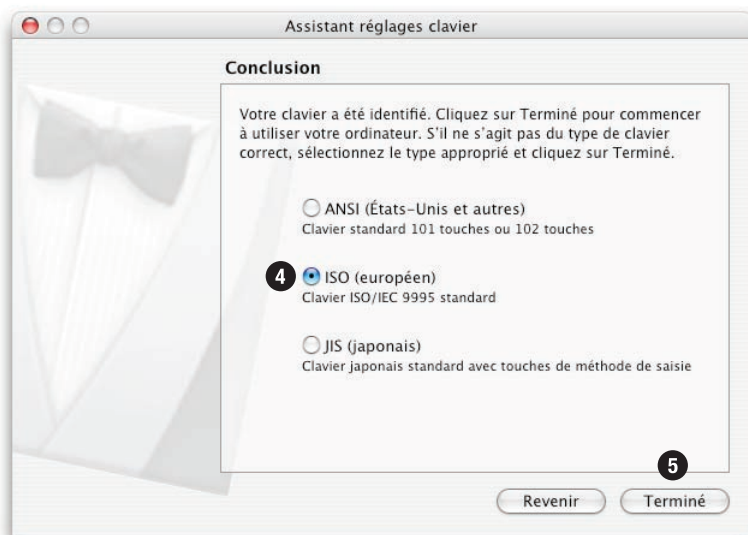 Assistant réglages clavier
Conclusion
Votre clavier a été identifié. Cliquez sur Terminé pour commencer
à utiliser votre ordinateur. S'il ne s'agit pas du type de clavier
correct, sélectionnez le type approprié et cliquez sur Terminé.
ANSI (États-Unis et autres)
Clavier standard 101 touches ou 102 touches
4 ISO (européen)
Clavier ISO/IEC 9995 standard
JIS (japonais)
Clavier japonais standard avec touches de méthode de saisie
5
Revenir Terminé